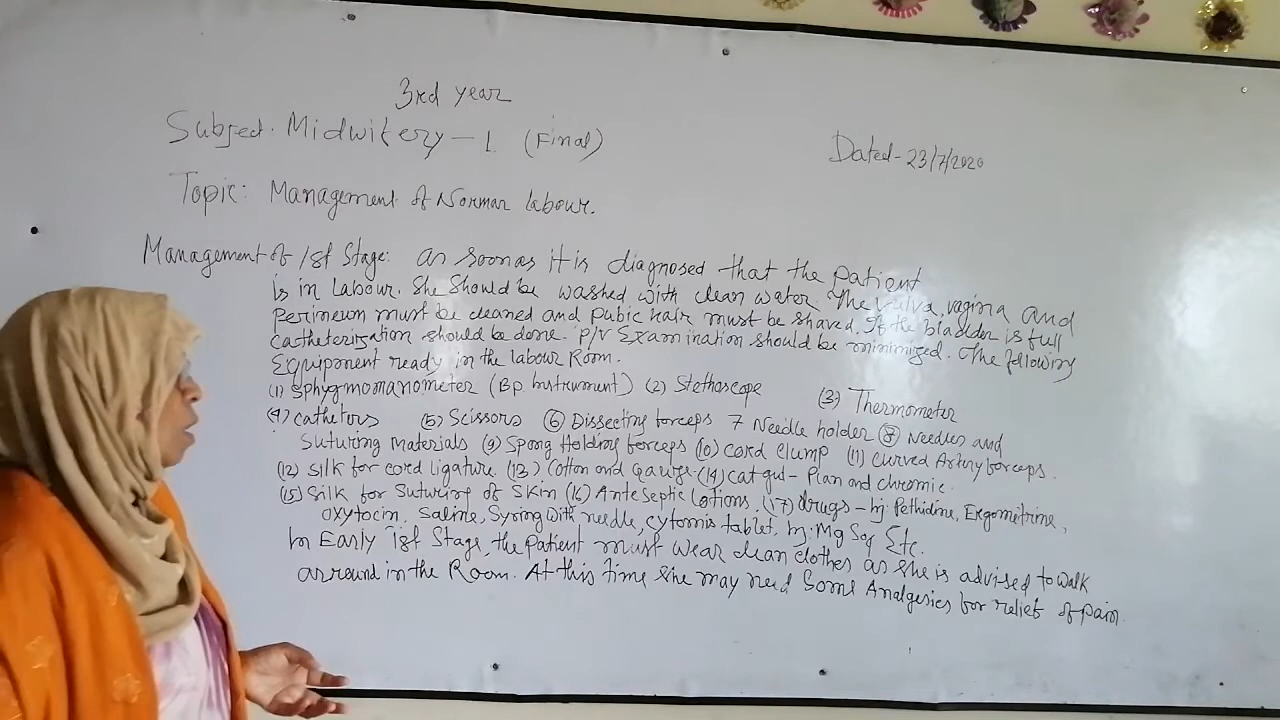 3rd year
Subject. Midwifery – 1 (Final)
Dated- 23/7/2020
Topic: Management of Normar Labour.
Management of 1st Stage: as soon as it is diagnosed that the patient
is in Labour. She should be washed with clean water. The vulva, vagina and
Perineum must be cleaned and pubic hair must be shaved. If the bladder is full
Catheterization should be done. P/V Examination should be minimized. The following
Equipment ready in the labour Room.
(1) Sphygmomanometer (Bp. Instrument) (2) Stethoscope (3) Thermometer
(4) Cathetors (5) Scissors (6) Dissecting forceps 7 Needle holder (8) Needles and
Suturing Materials (9) Spong Holding forceps (10) cord clump (11) curved Artery forceps.
(12) Silk for cord ligature. (13) Cotton and Gauze. (14) cat gut – Plan and chromic.
(15) Silk for Suturing of Skin (16) Anteseptic Lotions. (17) drugs – Inj: Pethidine, Ergometrine,
oxytocin, Saline, Syring with needle, cytomis tablet, Inj: Mg So4 Etc.
In Early 1st Stage, the Patient must wear clean clothes as she is advised to walk
arround in the Room. At this time she may need Some Analgesics for relief of pain.